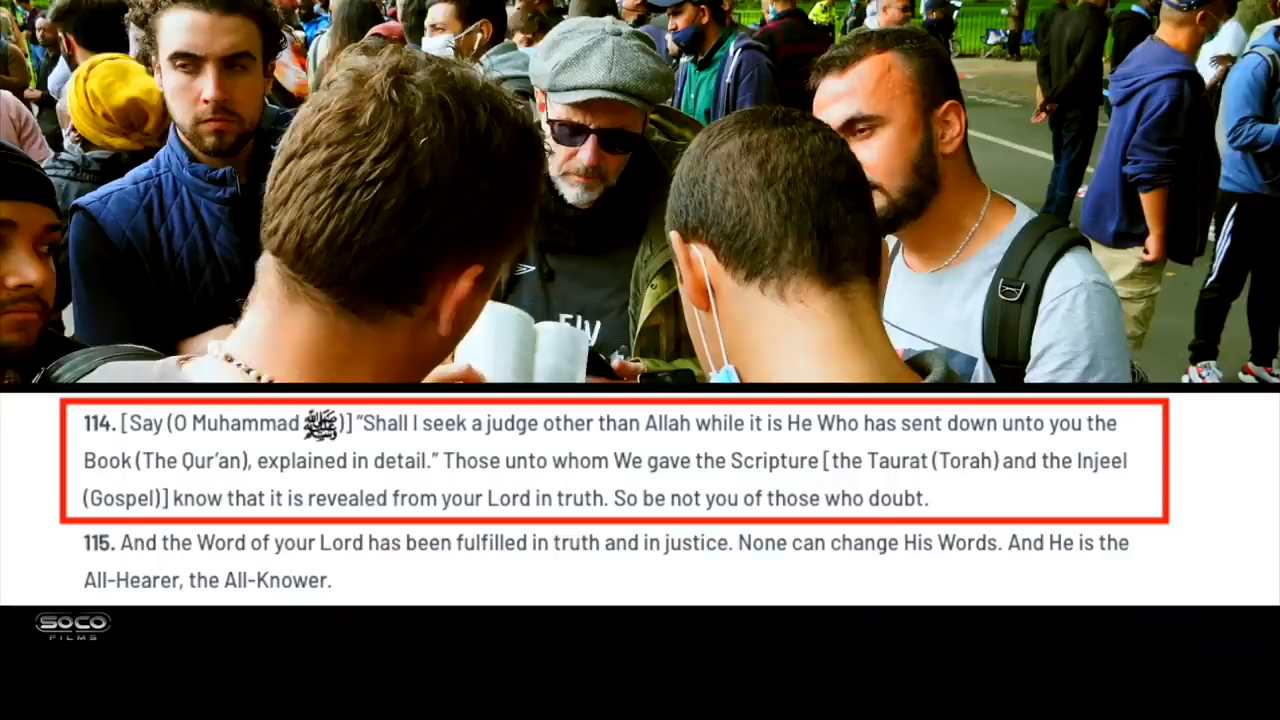 Fly
114. [Say (O Muhammad ﷺ)] "Shall I seek a judge other than Allah while it is He Who has sent down unto you the
Book (The Qur'an), explained in detail." Those unto whom We gave the Scripture [the Taurat (Torah) and the Injeel
(Gospel)] know that it is revealed from your Lord in truth. So be not you of those who doubt.
115. And the Word of your Lord has been fulfilled in truth and in justice. None can change His Words. And He is the
All-Hearer, the All-Knower.
SOCO
FILMS